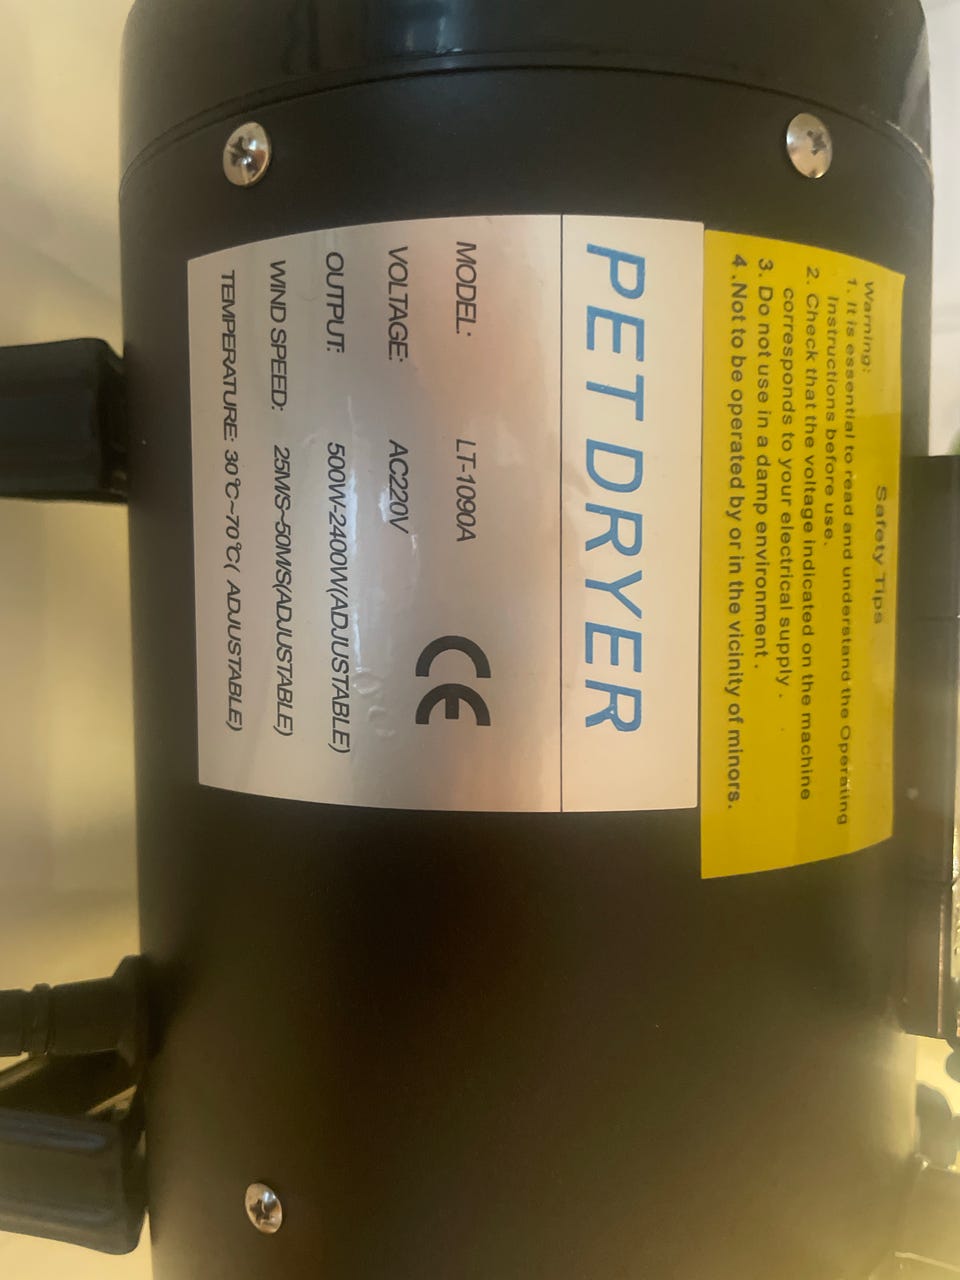 Safety Tips
Warning:
1. It is essential to read and understand the Operating
Instructions before use.
2. Check that the voltage indicated on the machine
corresponds to your electrical supply.
3. Do not use in a damp environment.
4.Not to be operated by or in the vicinity of minors.
PET DRYER
MODEL: LT-1090A
VOLTAGE: AC220V
CE
OUTPUT: 500W-2400W(ADJUSTABLE)
WIND SPEED: 25M/S~50M/S(ADJUSTABLE)
TEMPERATURE: 30℃~70℃( ADJUSTABLE)